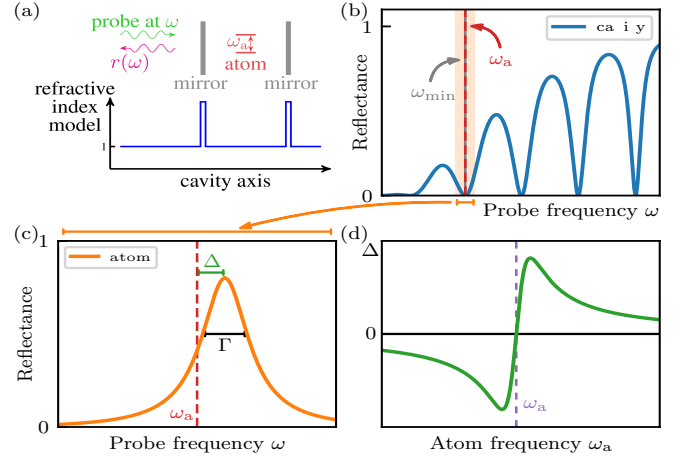 (a)
probe at ω
r(ω)
ωa
atom
mirror
mirror
refractive
index
model
1
cavity axis
(b)
1
ca i y
ωa
ωmin
Reflectance
0
Probe frequency ω
(c)
1
atom
Δ
Γ
ωa
Reflectance
0
Probe frequency ω
(d)
Δ
0
ωa
Atom frequency ωa